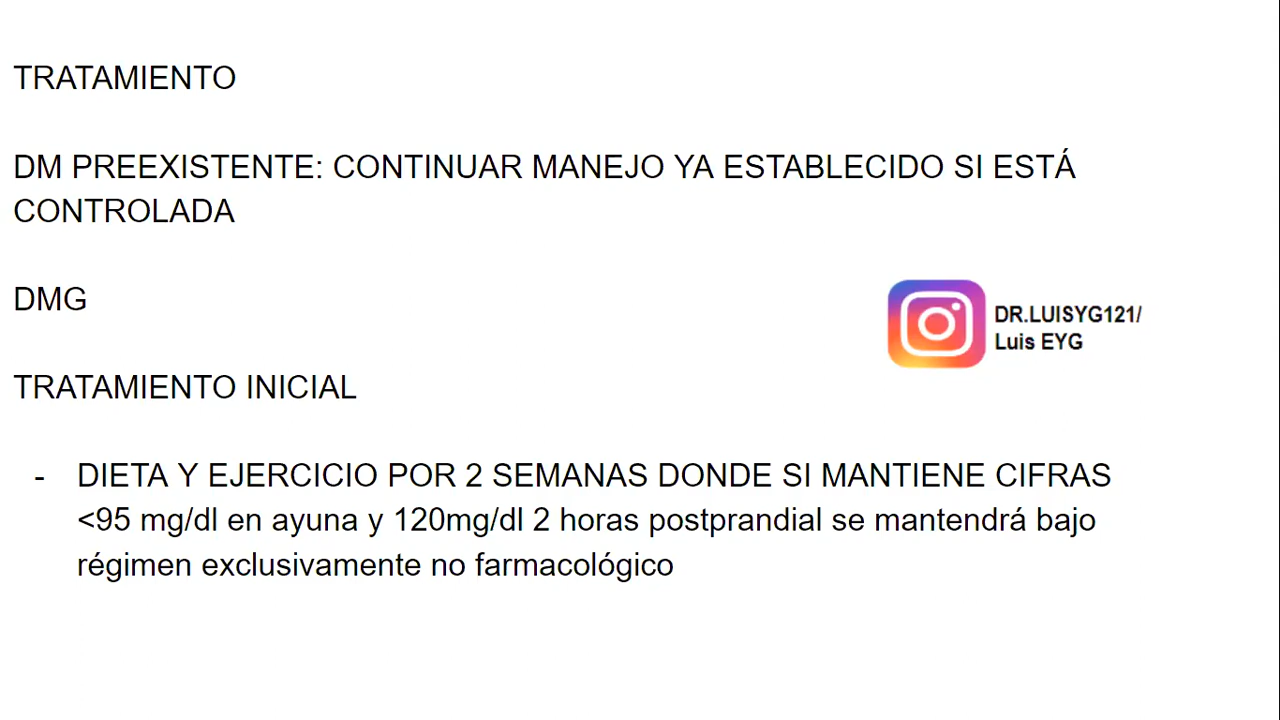 TRATAMIENTO
DM PREEXISTENTE: CONTINUAR MANEJO YA ESTABLECIDO SI ESTÁ
CONTROLADA
DMG
DR.LUISYG121/
Luis EYG
TRATAMIENTO INICIAL
- DIETA Y EJERCICIO POR 2 SEMANAS DONDE SI MANTIENE CIFRAS
<95 mg/dl en ayuna y 120mg/dl 2 horas postprandial se mantendrá bajo
régimen exclusivamente no farmacológico